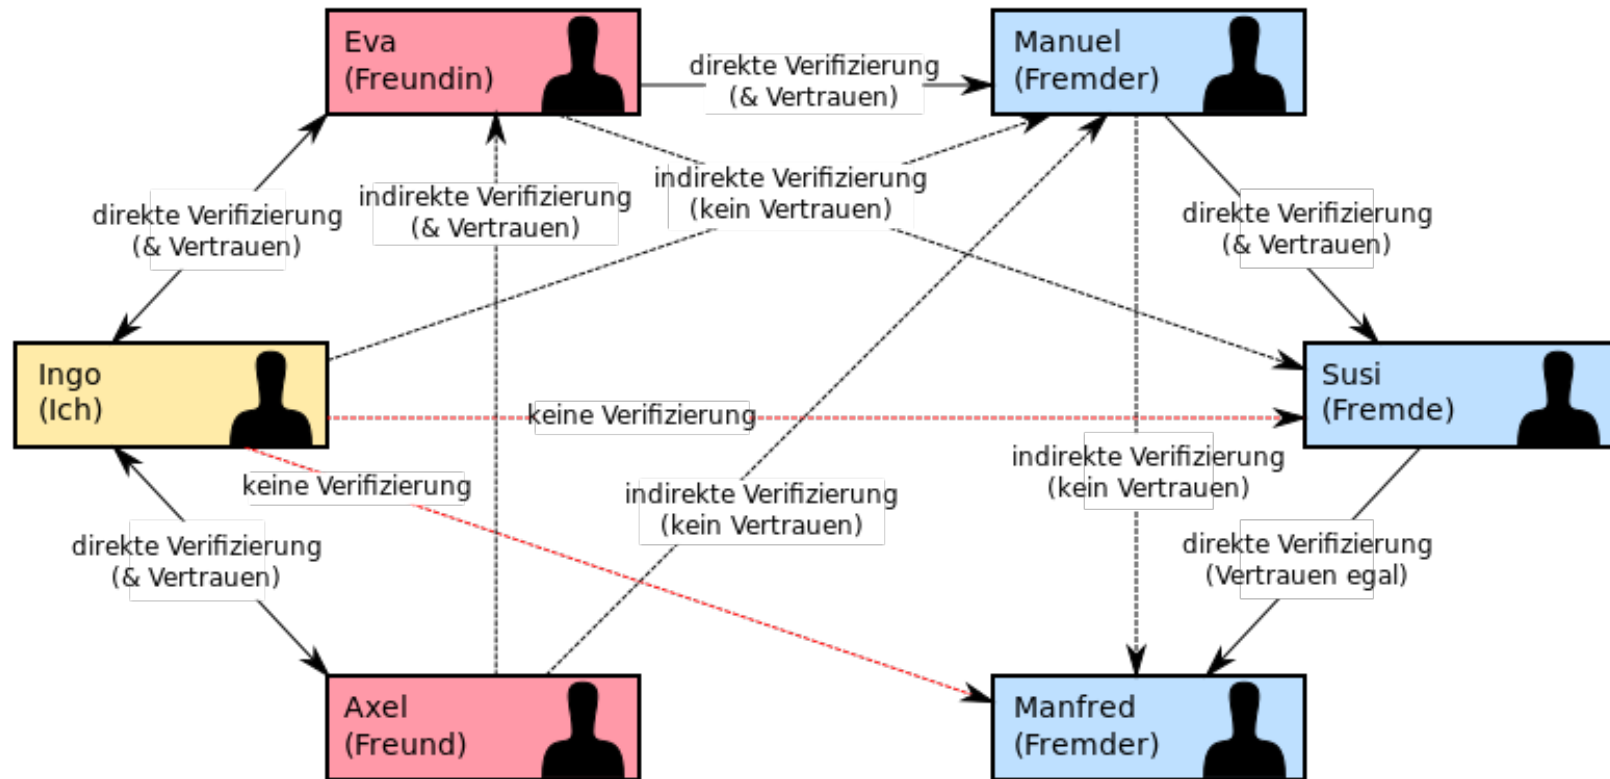 Eva
(Freundin)
Manuel
(Fremder)
direkte Verifizierung
(& Vertrauen)
direkte Verifizierung
(& Vertrauen)
indirekte Verifizierung
(& Vertrauen)
indirekte Verifizierung
(kein Vertrauen)
direkte Verifizierung
(& Vertrauen)
Ingo
(Ich)
keine Verifizierung
Susi
(Fremde)
keine Verifizierung
indirekte Verifizierung
(kein Vertrauen)
indirekte Verifizierung
(kein Vertrauen)
direkte Verifizierung
(& Vertrauen)
direkte Verifizierung
(Vertrauen egal)
Axel
(Freund)
Manfred
(Fremder)